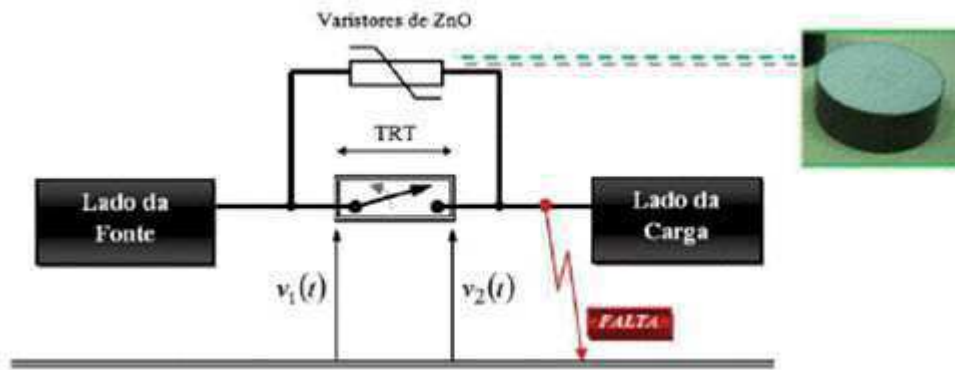 Varistores de ZnO
TRT
Lado da
Fonte
Lado da
Carga
v₁(t)
v₂(t)
FALTA